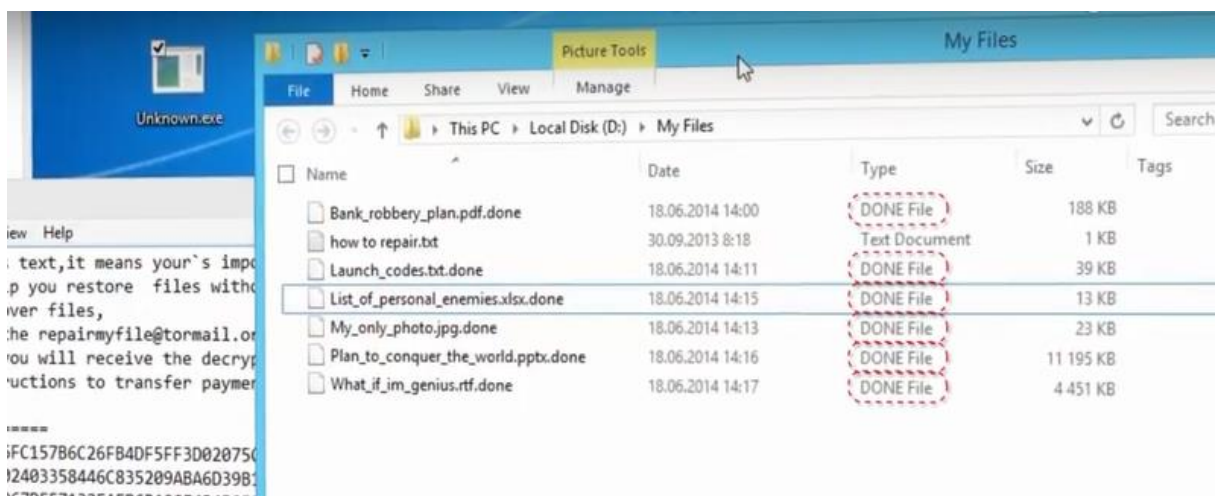 Unknown.exe
Picture Tools
My Files
File Home Share View Manage
This PC Local Disk (D:) My Files
Search
Name Date Type Size Tags
Bank_robbery_plan.pdf.done 18.06.2014 14:00 DONE File 188 KB
how to repair.txt 30.09.2013 8:18 Text Document 1 KB
Launch_codes.txt.done 18.06.2014 14:11 DONE File 39 KB
List_of_personal_enemies.xlsx.done 18.06.2014 14:15 DONE File 13 KB
My_only_photo.jpg.done 18.06.2014 14:13 DONE File 23 KB
Plan_to_conquer_the_world.pptx.done 18.06.2014 14:16 DONE File 11 195 KB
What_if_im_genius.rtf.done 18.06.2014 14:17 DONE File 4 451 KB
iew Help
text,it means your`s impo
p you restore files witho
ver files,
the repairmyfile@tormail.or
ou will receive the decryp
uctions to transfer paymer
=====
5FC157B6C26FB4DF5FF3D02075
02403358446C835209ABA6D39B